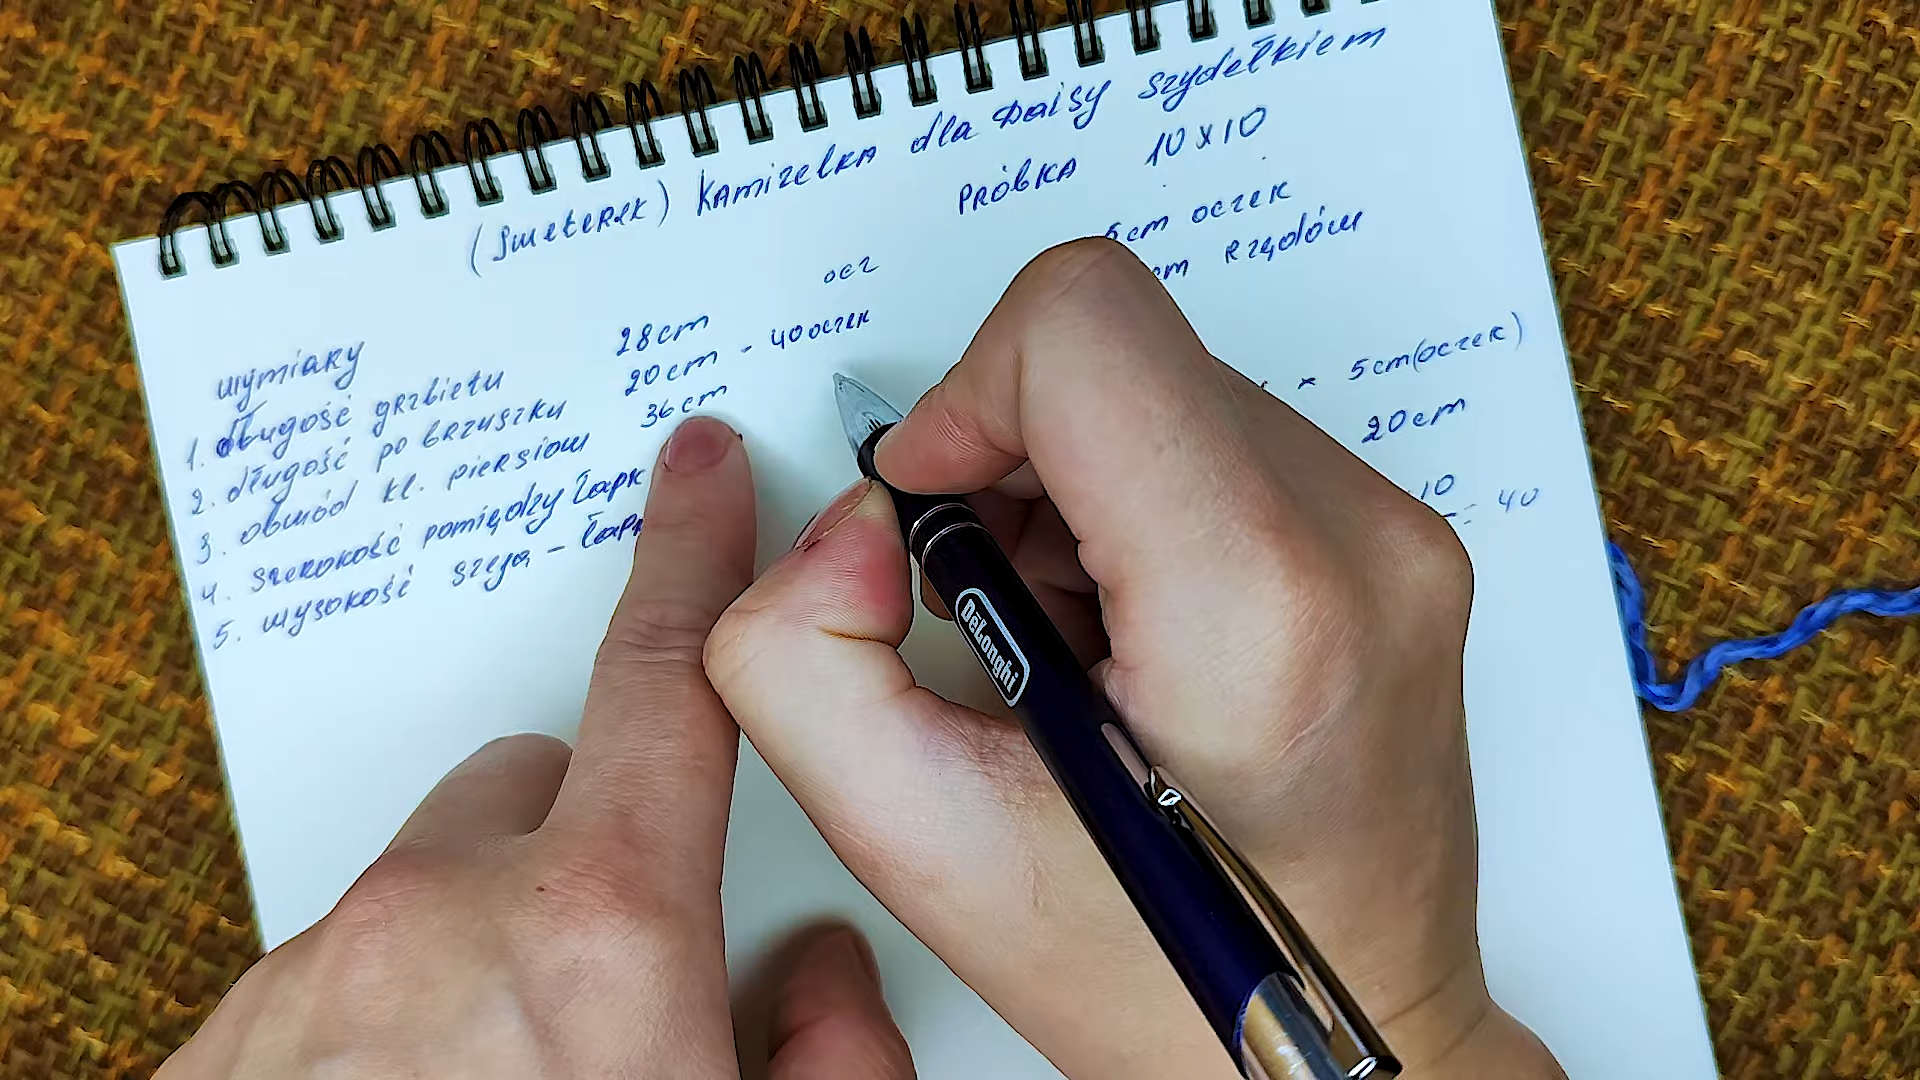 (Sweterek) Kamizelka dla Daisy szydełkiem
PRÓBKA 10 x 10
5cm oczek
cm rzędów
ocz
wymiary
1. długość grzbietu 28cm
2. długość po brzuszku 20cm - 40 oczek
3. obwód kl. piersiow 36cm
4. szerokość pomiędzy łapk
5. wysokość szyja - łapk
x 5cm (oczek)
20cm
10
= 40
DeLonghi